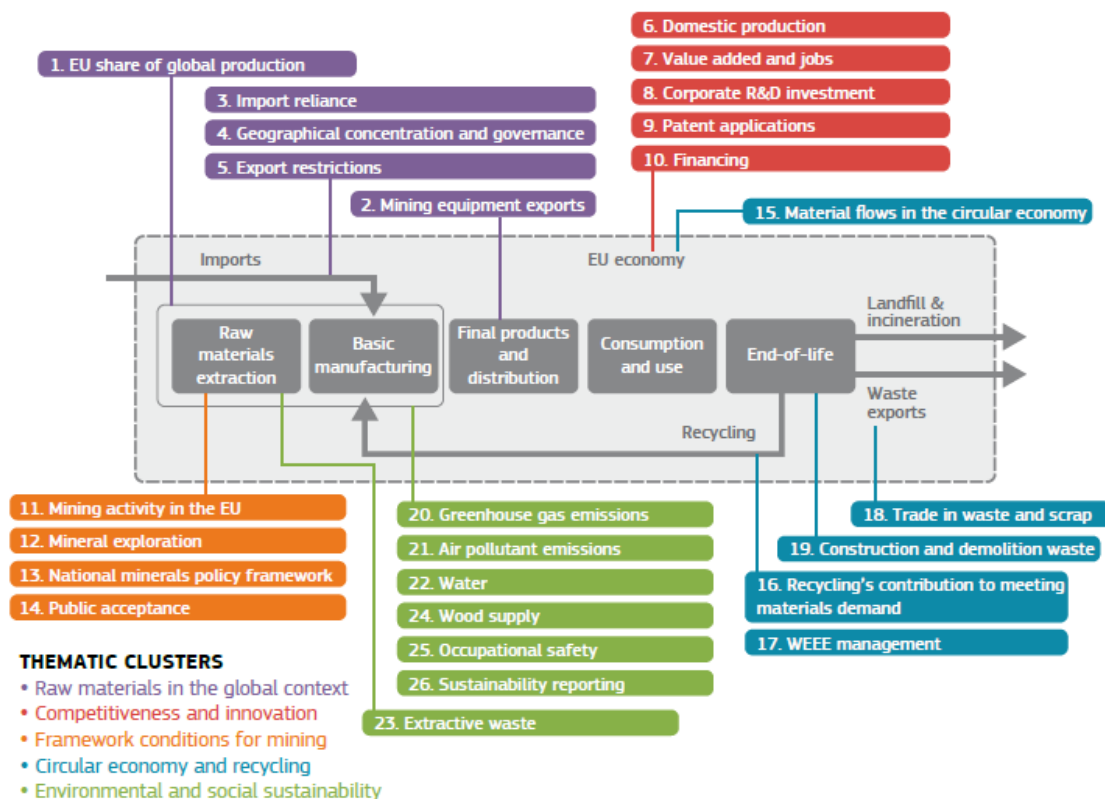 6. Domestic production
1. EU share of global production
7. Value added and jobs
3. Import reliance
8. Corporate R&D investment
4. Geographical concentration and governance
9. Patent applications
5. Export restrictions
10. Financing
2. Mining equipment exports
15. Material flows in the circular economy
Imports
EU economy
Landfill &
incineration
Raw
materials
extraction
Basic
manufacturing
Final products
and
distribution
Consumption
and use
End-of-life
Waste
exports
Recycling
11. Mining activity in the EU
12. Mineral exploration
13. National minerals policy framework
14. Public acceptance
20. Greenhouse gas emissions
21. Air pollutant emissions
22. Water
24. Wood supply
25. Occupational safety
26. Sustainability reporting
23. Extractive waste
18. Trade in waste and scrap
19. Construction and demolition waste
16. Recycling's contribution to meeting
materials demand
17. WEEE management
THEMATIC CLUSTERS
• Raw materials in the global context
• Competitiveness and innovation
• Framework conditions for mining
• Circular economy and recycling
• Environmental and social sustainability